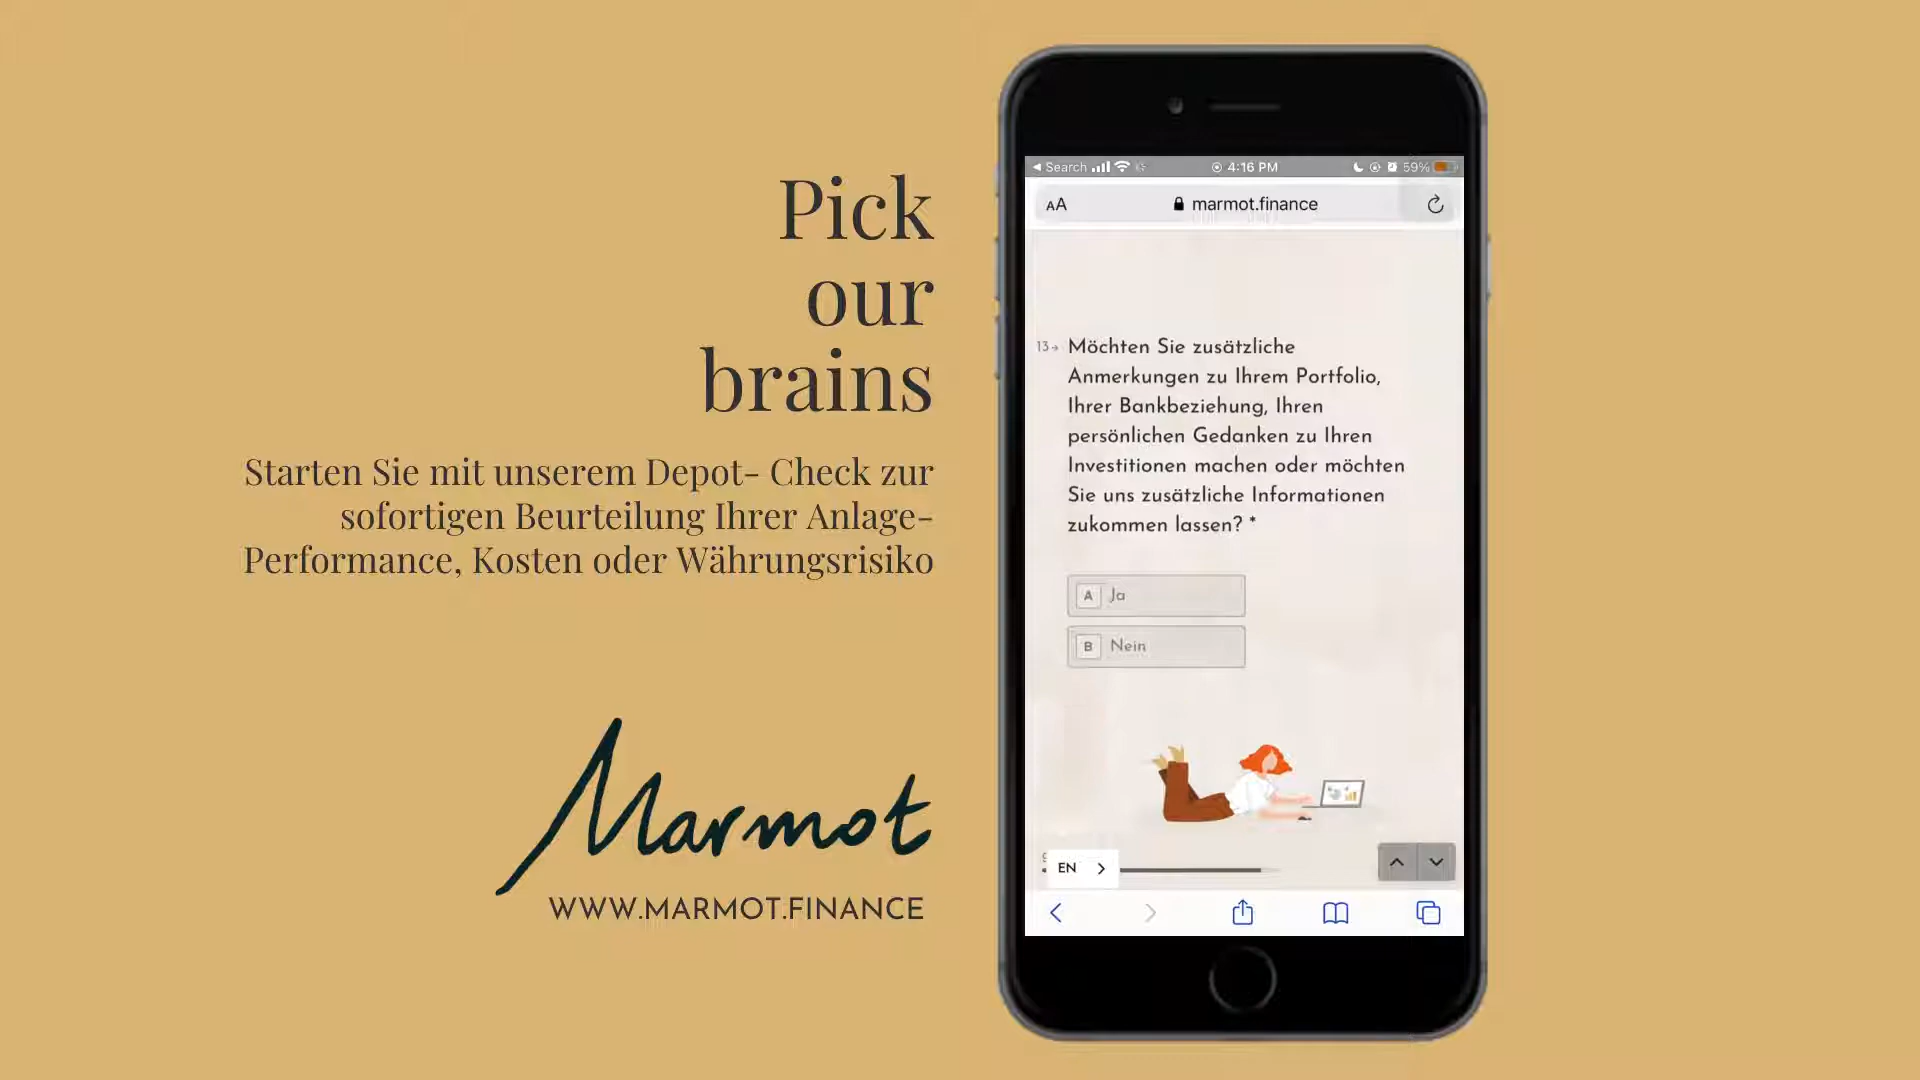 Pick
our
brains
Starten Sie mit unserem Depot- Check zur
sofortigen Beurteilung Ihrer Anlage-
Performance, Kosten oder Währungsrisiko
Marmot
WWW.MARMOT.FINANCE
Search 4:16 PM 59%
AA marmot.finance
13 Möchten Sie zusätzliche
Anmerkungen zu Ihrem Portfolio,
Ihrer Bankbeziehung, Ihren
persönlichen Gedanken zu Ihren
Investitionen machen oder möchten
Sie uns zusätzliche Informationen
zukommen lassen? *
A Ja
B Nein
EN